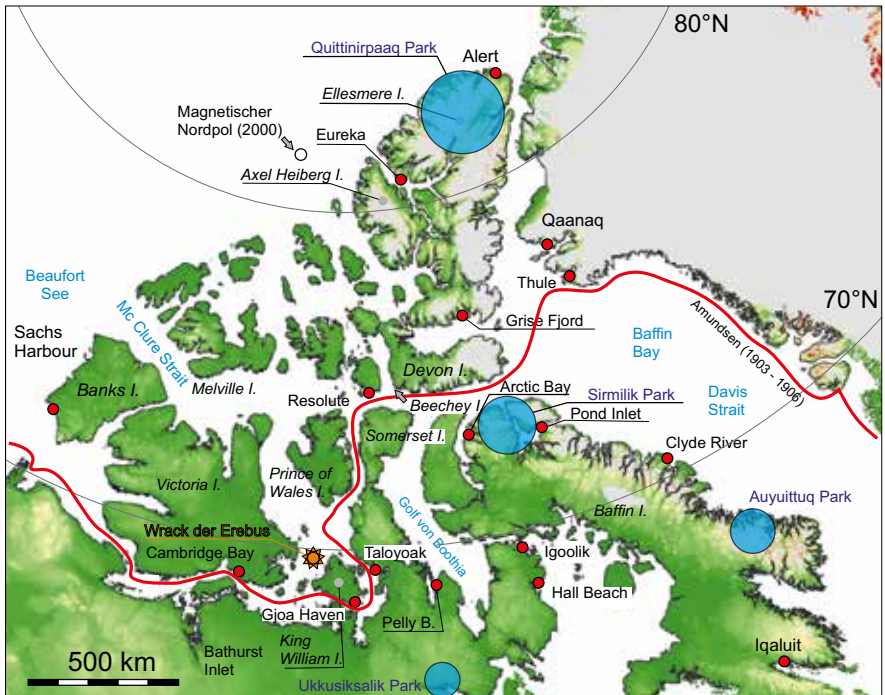 80°N
Quittinirpaaq Park
Alert
Ellesmere I.
Magnetischer
Nordpol (2000)
Eureka
Axel Heiberg I.
Qaanaq
Beaufort
See
Thule
70°N
Mc Clure Strait
Sachs
Harbour
Grise Fjord
Amundsen (1903 - 1906)
Baffin
Bay
Banks I.
Melville I.
Devon I.
Resolute
Beechey I.
Arctic Bay
Sirmilik Park
Davis
Strait
Pond Inlet
Somerset I.
Clyde River
Victoria I.
Prince of
Wales I.
Golf von Boothia
Baffin I.
Auyuittuq Park
Wrack der Erebus
Cambridge Bay
Taloyoak
Igoolik
Hall Beach
Gjoa Haven
Pelly B.
King
William I.
Bathurst
Inlet
Iqaluit
500 km
Ukkusiksalik Park